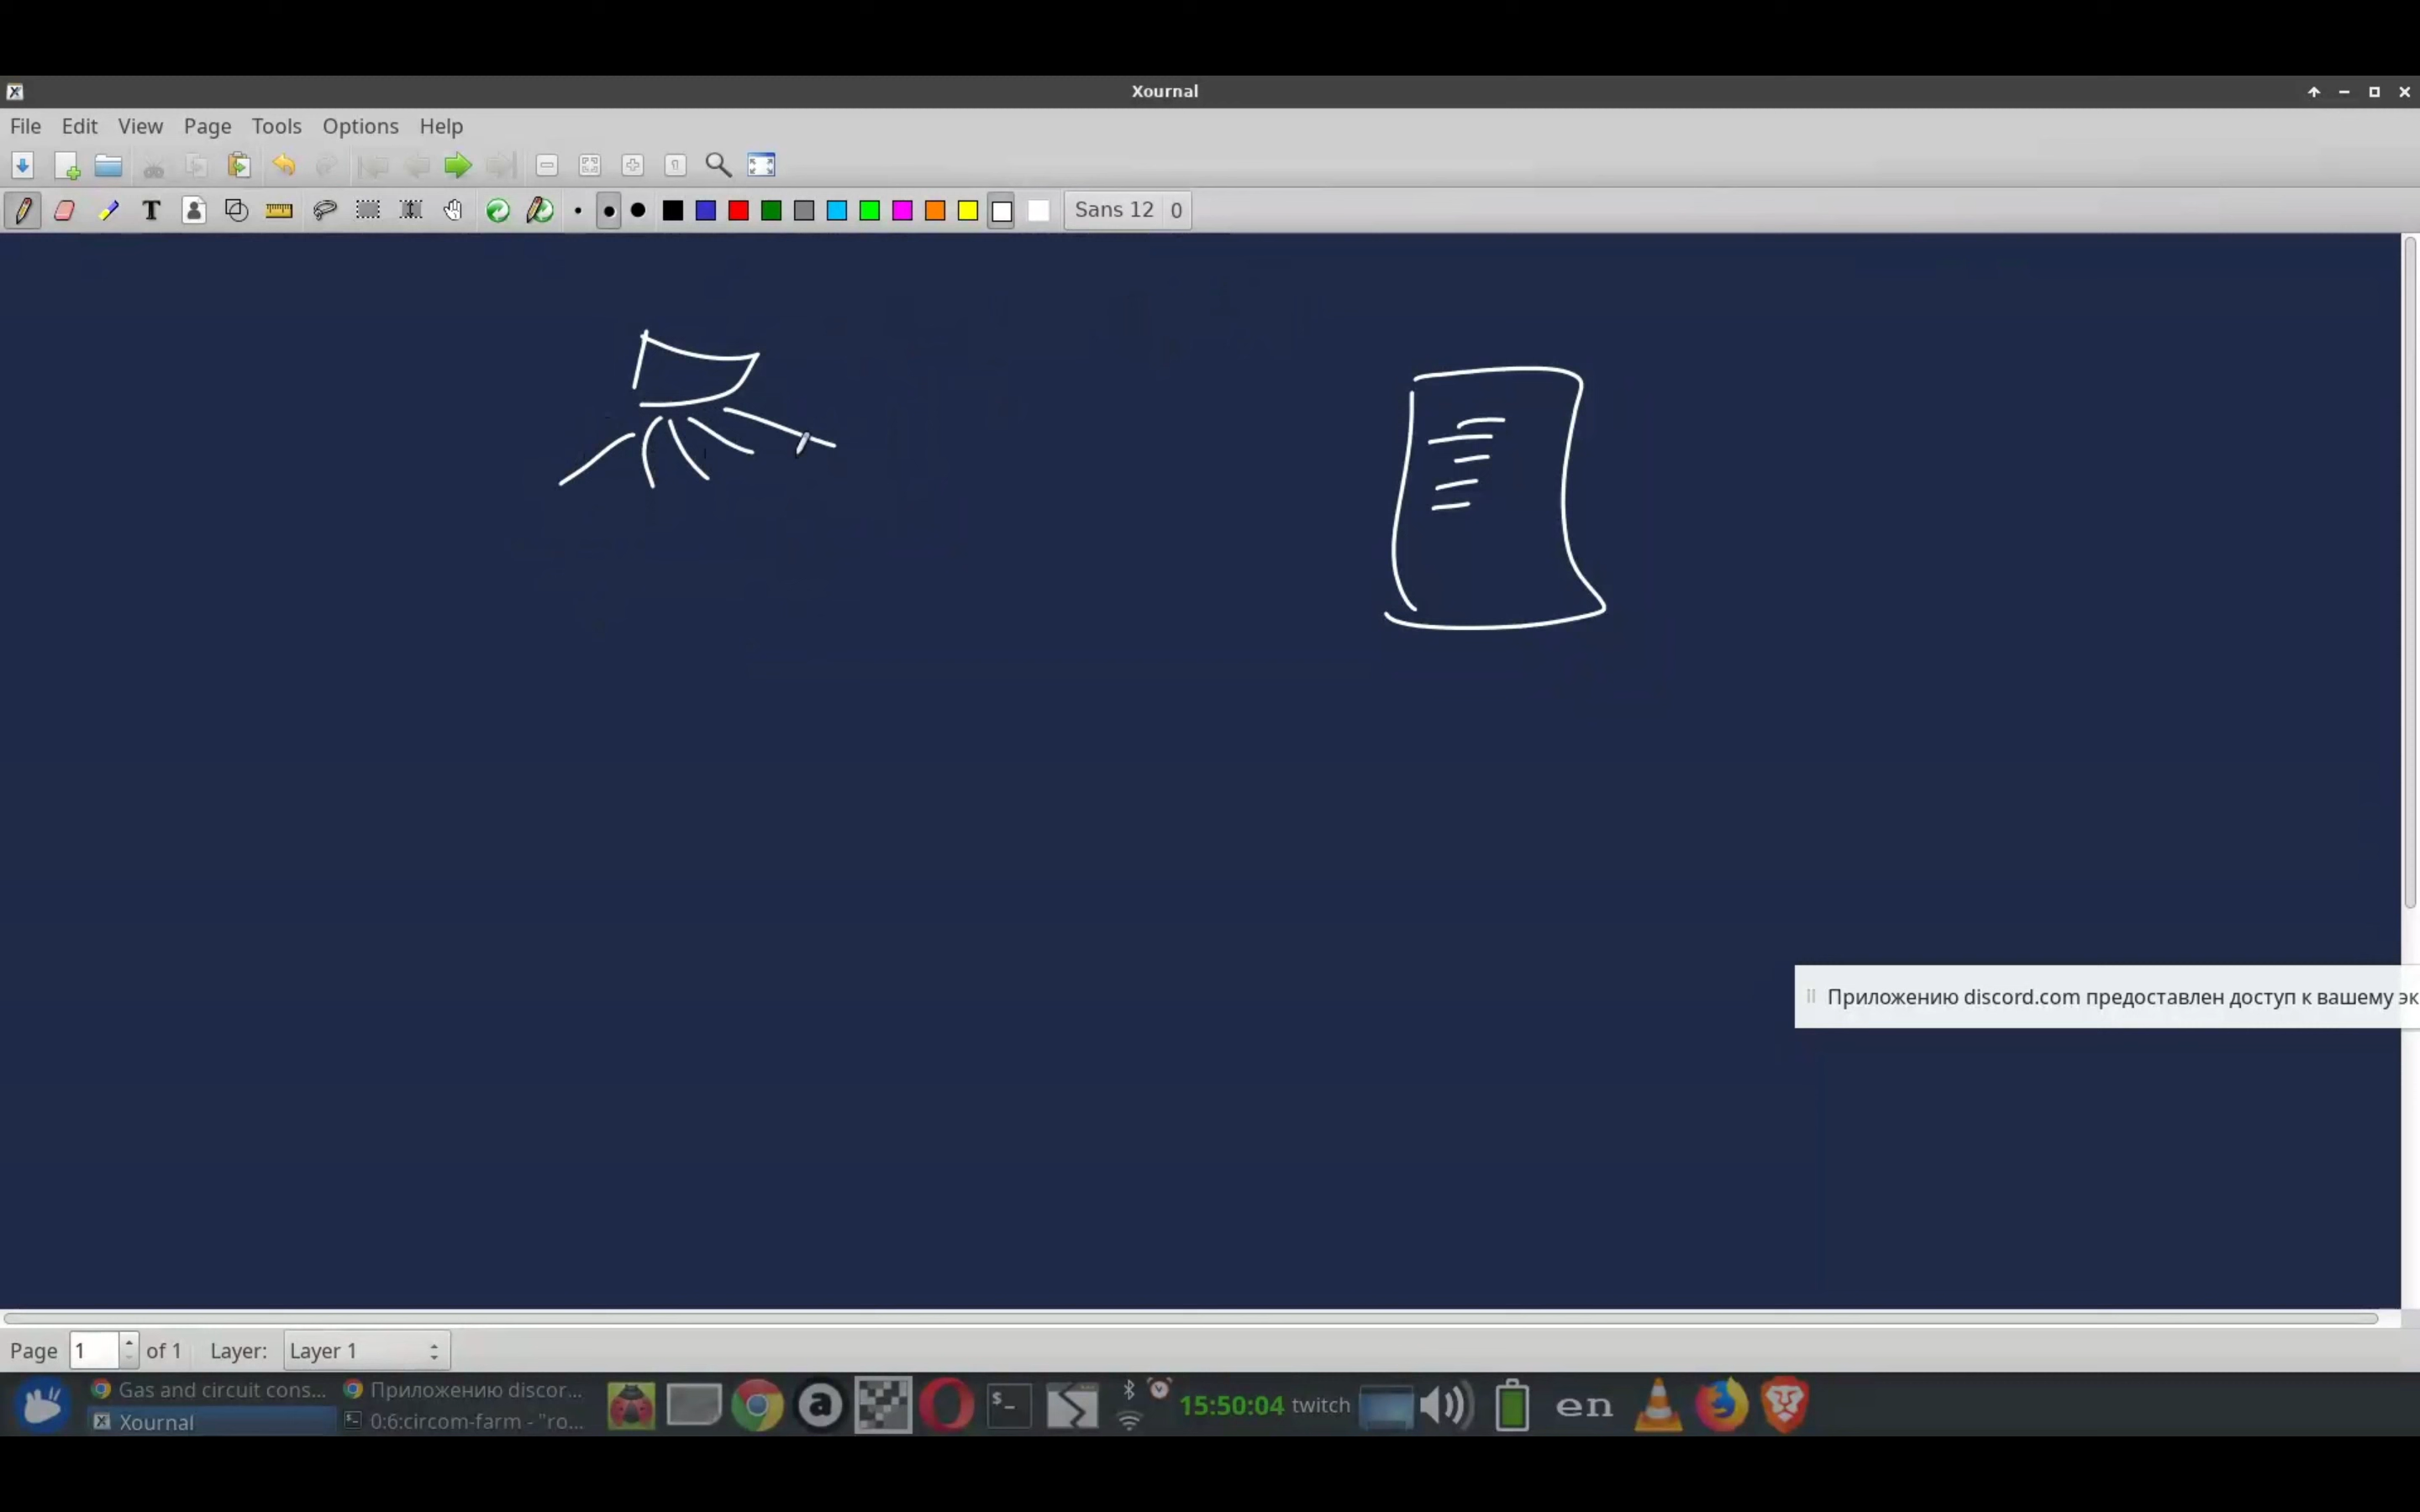 Xournal
File Edit View Page Tools Options Help
T Sans 12 0
Приложению discord.com предоставлен доступ к вашему эк
Page 1 of 1 Layer: Layer 1
Gas and circuit cons... Приложению discor...
Xournal 0:6:circom-farm - "ro...
a $_ 15:50:04 twitch en